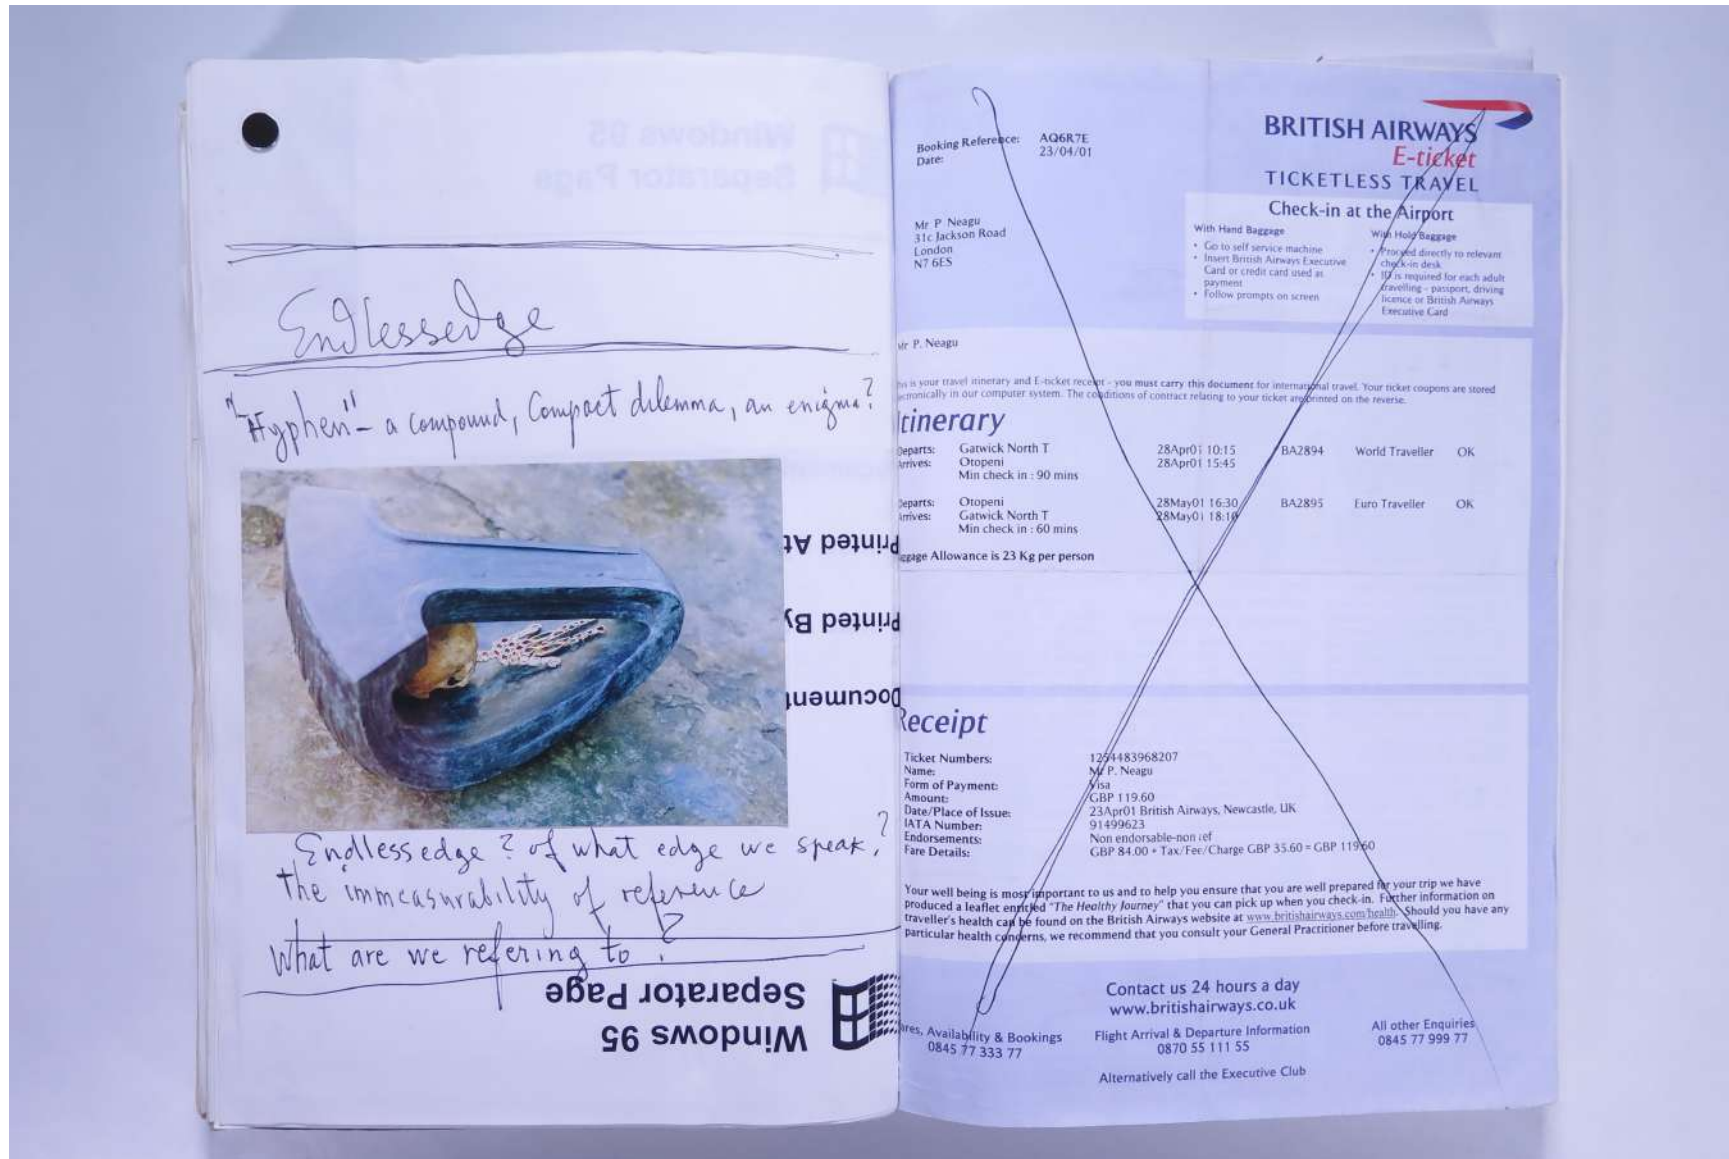 Endlessedge
"Hyphen" – a compound, Compact dilemma, an enigma?
Printed At
Printed By
Document
Endlessedge? of what edge we speak?
the immeasurability of reference
What are we refering to?
Windows 95
Separator Page
Booking Reference: AQ6R7E
Date: 23/04/01
BRITISH AIRWAYS
E-ticket
TICKETLESS TRAVEL
Mr P Neagu
31c Jackson Road
London
N7 6ES
Check-in at the Airport
With Hand Baggage
• Go to self service machine
• Insert British Airways Executive
Card or credit card used as
payment
• Follow prompts on screen
With Hold Baggage
• Proceed directly to relevant
check-in desk
• ID is required for each adult
travelling - passport, driving
licence or British Airways
Executive Card
Mr P. Neagu
his is your travel itinerary and E-ticket receipt - you must carry this document for international travel. Your ticket coupons are stored
ectronically in our computer system. The conditions of contract relating to your ticket are printed on the reverse.
tinerary
Departs: Gatwick North T 28Apr01 10:15 BA2894 World Traveller OK
Arrives: Otopeni 28Apr01 15:45
Min check in : 90 mins
Departs: Otopeni 28May01 16:30 BA2895 Euro Traveller OK
Arrives: Gatwick North T 28May01 18:10
Min check in : 60 mins
ggage Allowance is 23 Kg per person
Receipt
Ticket Numbers: 1254483968207
Name: Mr P. Neagu
Form of Payment: Visa
Amount: GBP 119.60
Date/Place of Issue: 23Apr01 British Airways, Newcastle, UK
IATA Number: 91499623
Endorsements: Non endorsable-non ref
Fare Details: GBP 84.00 + Tax/Fee/Charge GBP 35.60 = GBP 119.60
Your well being is most important to us and to help you ensure that you are well prepared for your trip we have
produced a leaflet entitled "The Healthy Journey" that you can pick up when you check-in. Further information on
traveller's health can be found on the British Airways website at www.britishairways.com/health. Should you have any
particular health concerns, we recommend that you consult your General Practitioner before travelling.
Contact us 24 hours a day
www.britishairways.co.uk
ares, Availability & Bookings
0845 77 333 77
Flight Arrival & Departure Information
0870 55 111 55
All other Enquiries
0845 77 999 77
Alternatively call the Executive Club